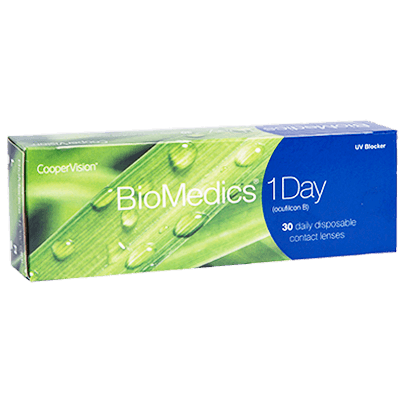 CooperVision®
UV Blocker
BioMedics® 1Day
(ocufilcon B)
30 daily disposable
contact lenses